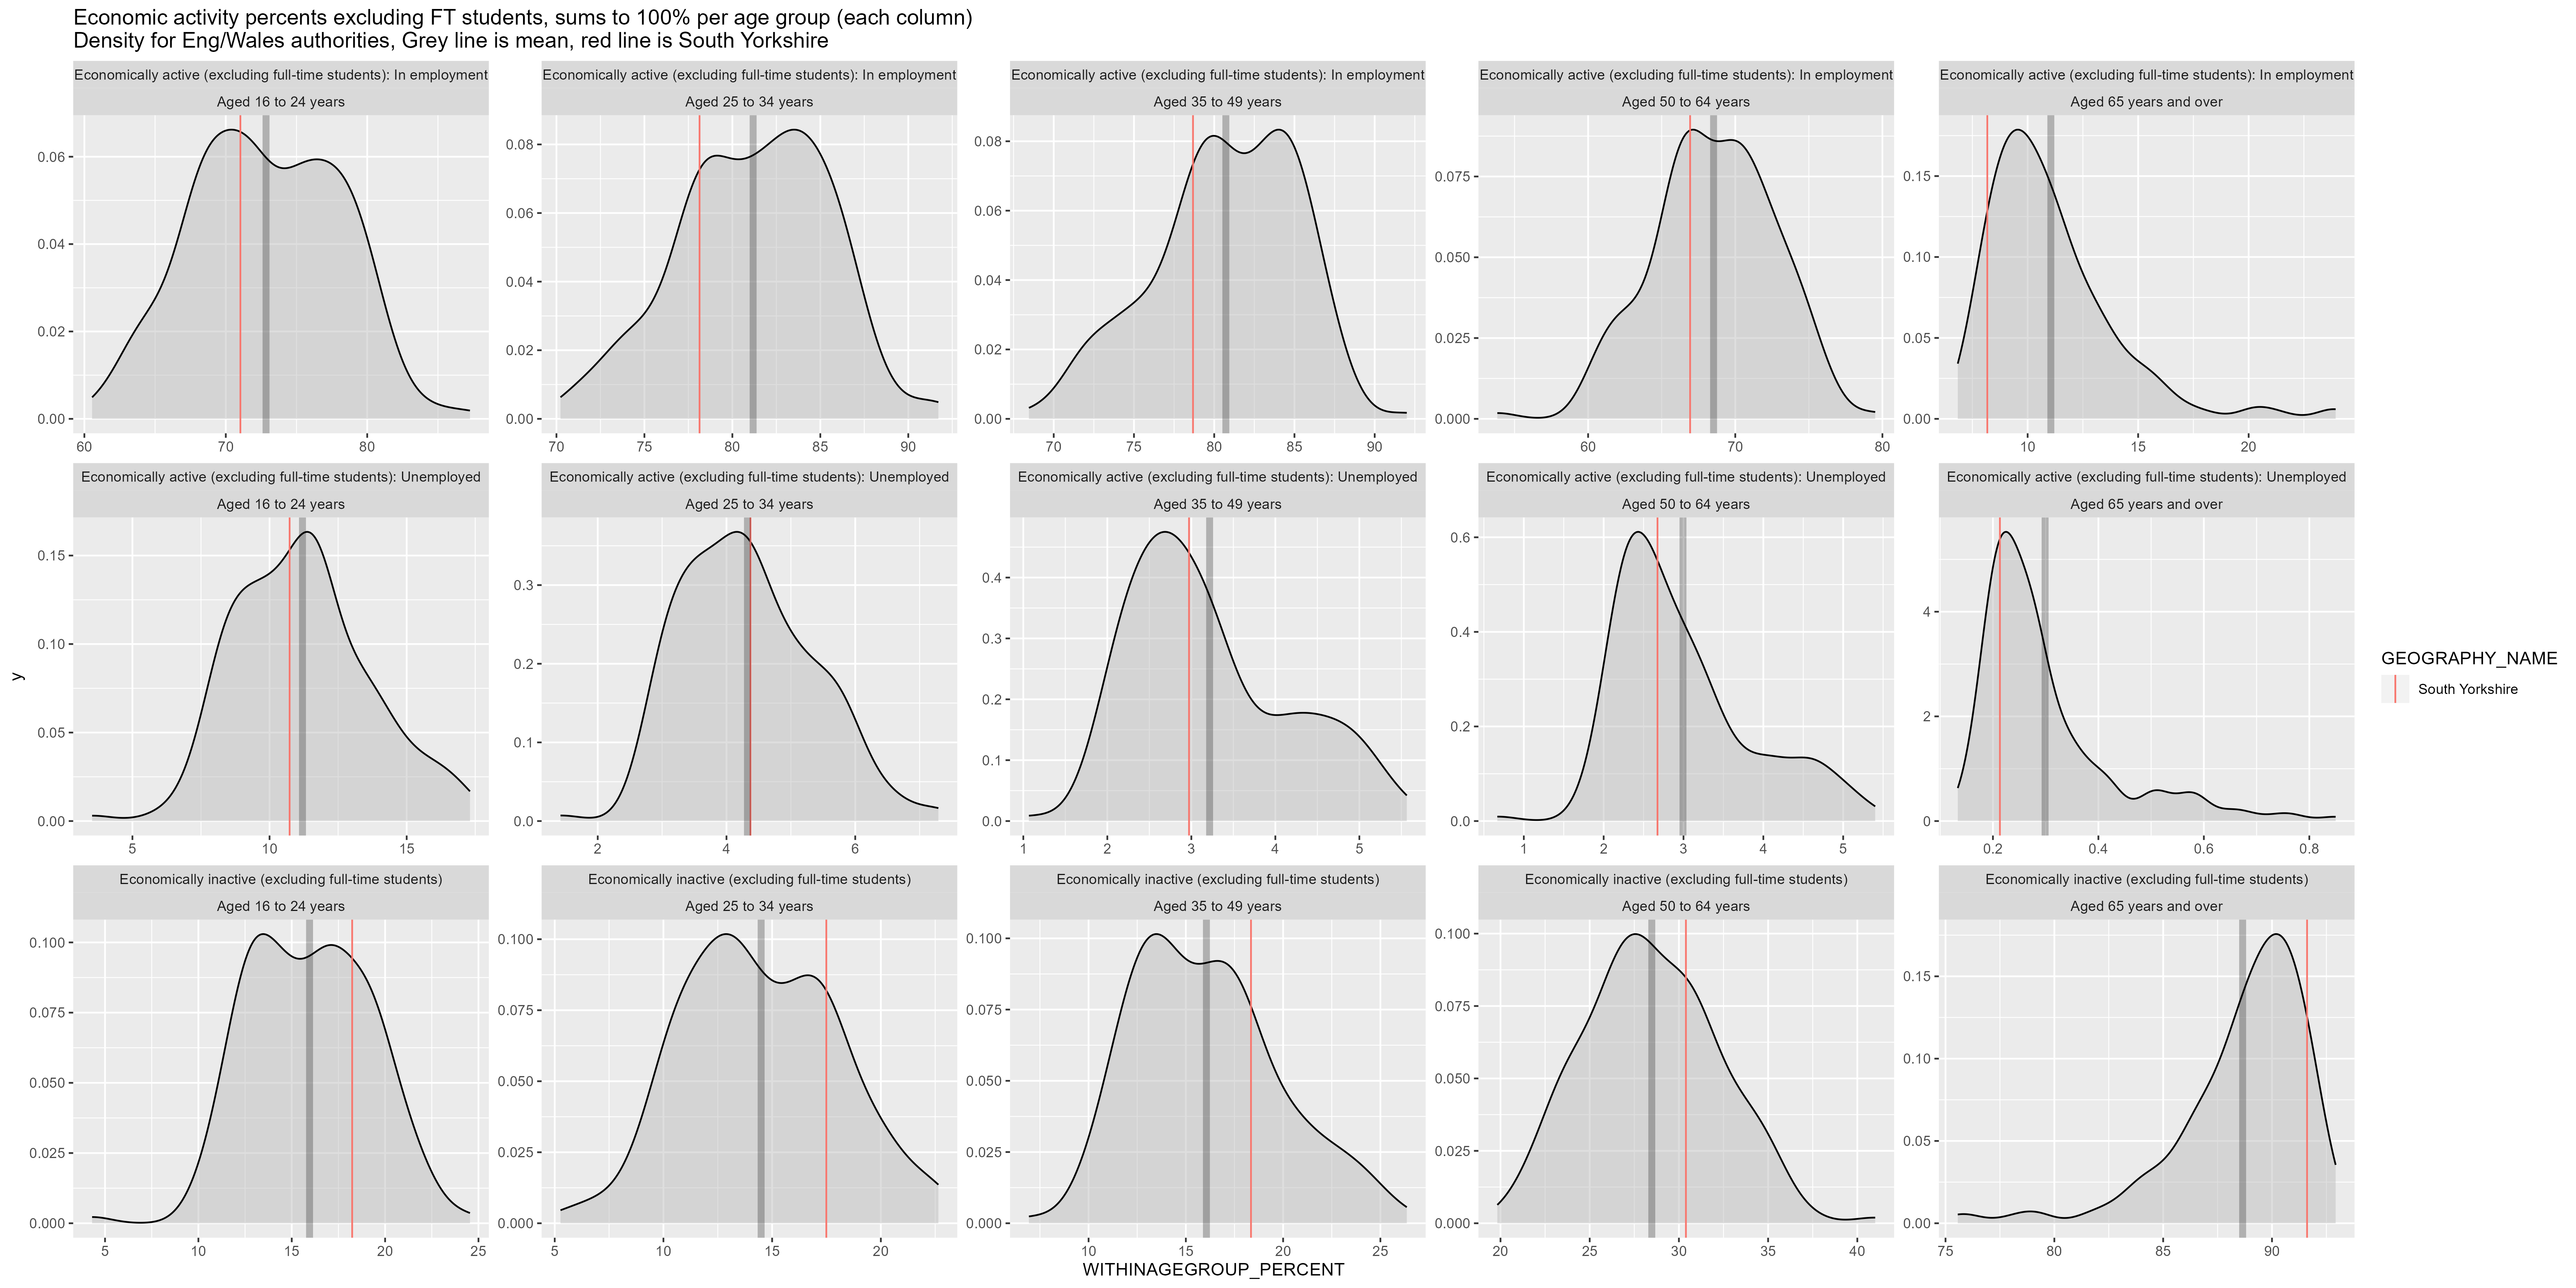 Economic activity percents excluding FT students, sums to 100% per age group (each column)
Density for Eng/Wales authorities, Grey line is mean, red line is South Yorkshire
Economically active (excluding full-time students): In employment
Aged 16 to 24 years
Economically active (excluding full-time students): In employment
Aged 25 to 34 years
Economically active (excluding full-time students): In employment
Aged 35 to 49 years
Economically active (excluding full-time students): In employment
Aged 50 to 64 years
Economically active (excluding full-time students): In employment
Aged 65 years and over
0.06
0.04
0.02
0.00
60 70 80
0.08
0.06
0.04
0.02
0.00
70 75 80 85 90
0.08
0.06
0.04
0.02
0.00
70 75 80 85 90
0.075
0.050
0.025
0.000
60 70 80
0.15
0.10
0.05
0.00
10 15 20
Economically active (excluding full-time students): Unemployed
Aged 16 to 24 years
Economically active (excluding full-time students): Unemployed
Aged 25 to 34 years
Economically active (excluding full-time students): Unemployed
Aged 35 to 49 years
Economically active (excluding full-time students): Unemployed
Aged 50 to 64 years
Economically active (excluding full-time students): Unemployed
Aged 65 years and over
0.15
0.10
0.05
0.00
5 10 15
0.3
0.2
0.1
0.0
2 4 6
0.4
0.3
0.2
0.1
0.0
1 2 3 4 5
0.6
0.4
0.2
0.0
1 2 3 4 5
4
2
0
0.2 0.4 0.6 0.8
Economically inactive (excluding full-time students)
Aged 16 to 24 years
Economically inactive (excluding full-time students)
Aged 25 to 34 years
Economically inactive (excluding full-time students)
Aged 35 to 49 years
Economically inactive (excluding full-time students)
Aged 50 to 64 years
Economically inactive (excluding full-time students)
Aged 65 years and over
0.100
0.075
0.050
0.025
0.000
5 10 15 20 25
0.100
0.075
0.050
0.025
0.000
5 10 15 20
0.100
0.075
0.050
0.025
0.000
10 15 20 25
0.100
0.075
0.050
0.025
0.000
20 25 30 35 40
0.15
0.10
0.05
0.00
75 80 85 90
y
WITHINAGEGROUP_PERCENT
GEOGRAPHY_NAME
South Yorkshire